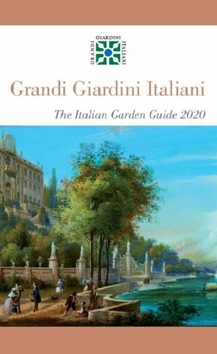 GRANDI GIARDINI ITALIANI
Grandi Giardini Italiani
The Italian Garden Guide 2020